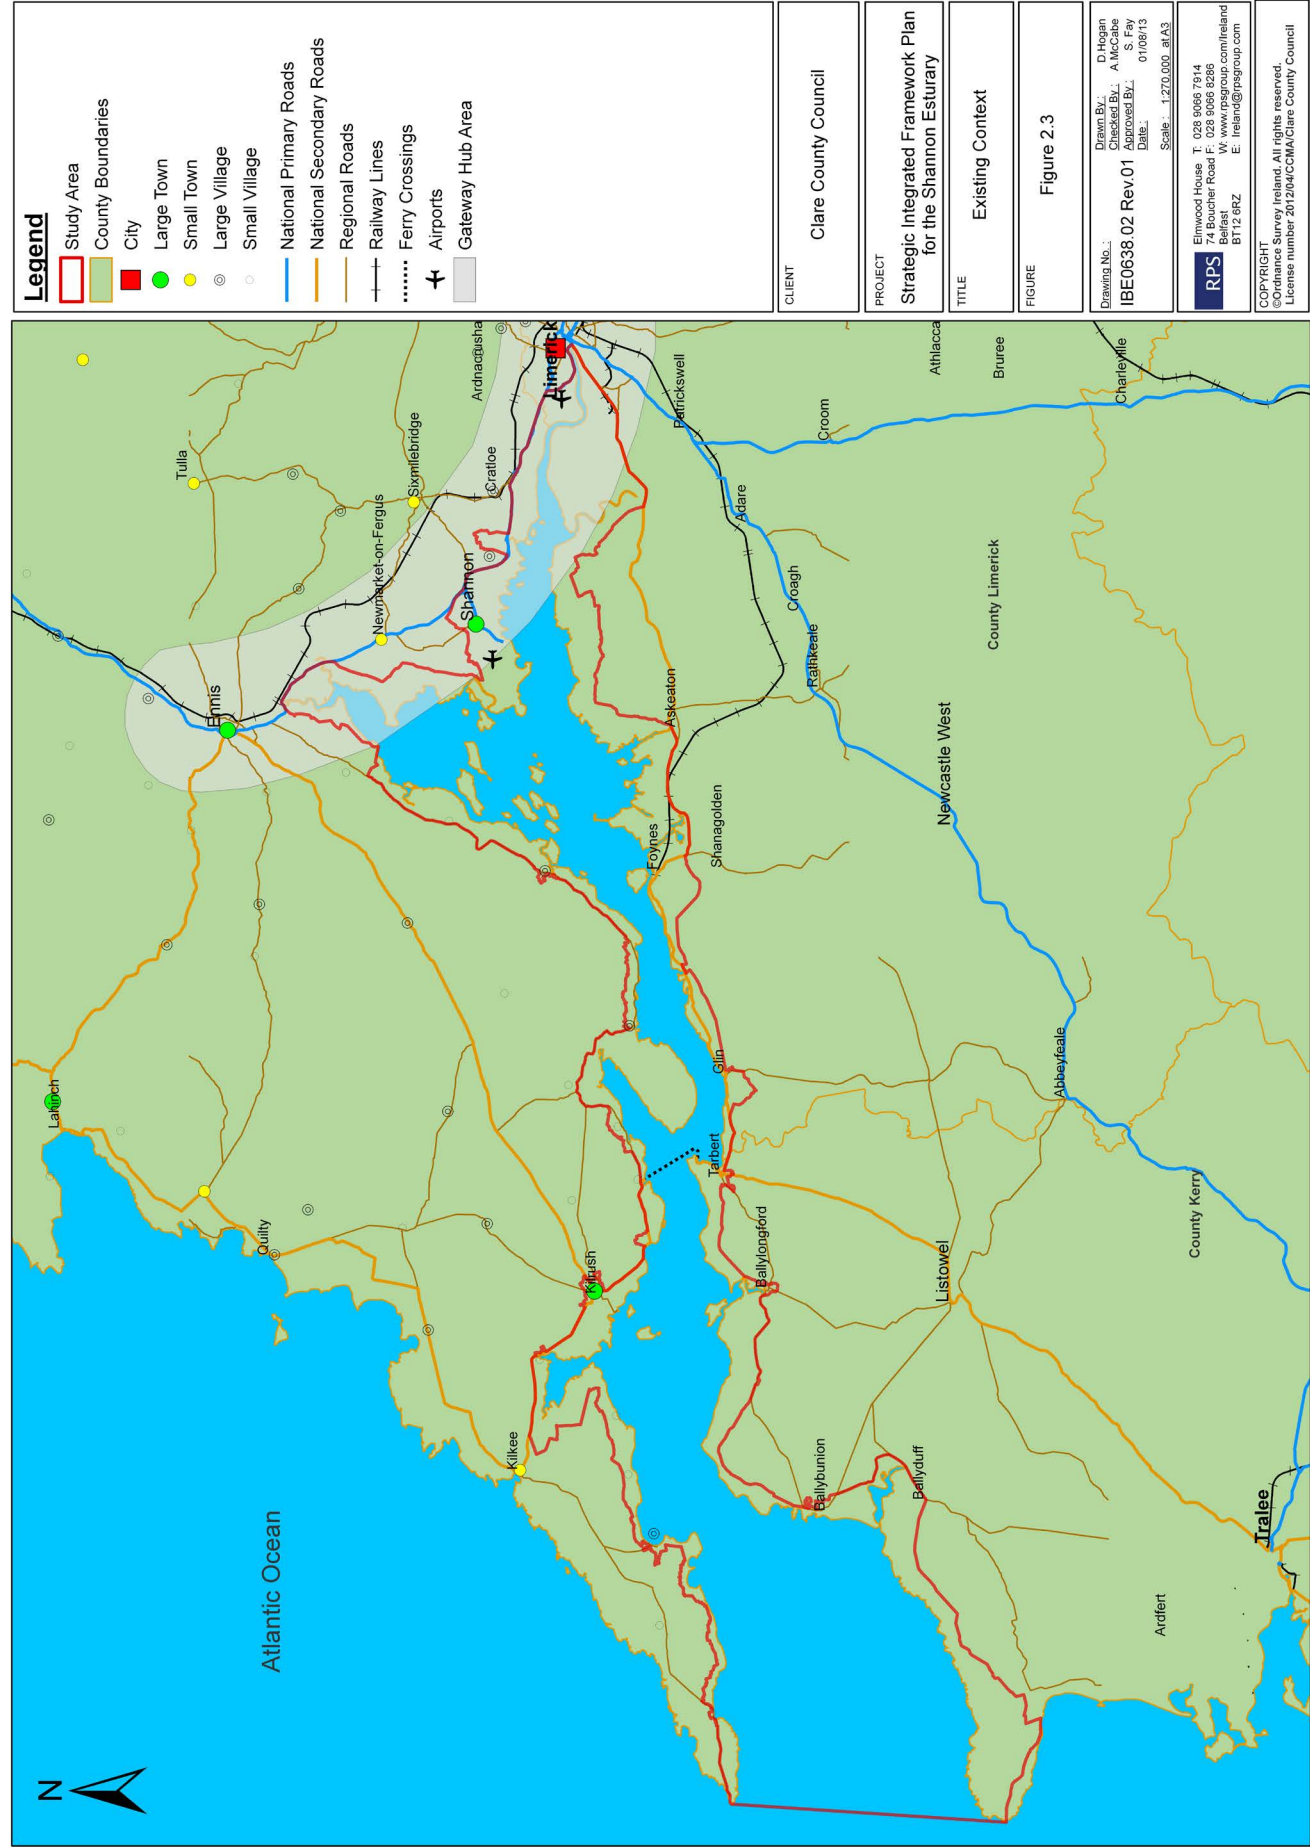 N
Atlantic Ocean
Lahinch
Quilty
Kilkee
Kilrush
Ennis
Tulla
Newmarket-on-Fergus
Sixmilebridge
Shannon
Cratloe
Ardnacrusha
Limerick
Patrickswell
Adare
Croom
Croagh
Rathkeale
Askeaton
Foynes
Shanagolden
Glin
Tarbert
Ballylongford
Ballybunion
Ballyduff
Listowel
Newcastle West
Abbeyfeale
Athlacca
Bruree
Charleville
County Limerick
County Kerry
Ardfert
Tralee
Legend
Study Area
County Boundaries
City
Large Town
Small Town
Large Village
Small Village
National Primary Roads
National Secondary Roads
Regional Roads
Railway Lines
Ferry Crossings
Airports
Gateway Hub Area
CLIENT
Clare County Council
PROJECT
Strategic Integrated Framework Plan
for the Shannon Esturary
TITLE
Existing Context
FIGURE
Figure 2.3
Drawing No.:
IBE0638.02 Rev.01
Drawn By : D.Hogan
Checked By : A.McCabe
Approved By : S. Fay
Date : 01/08/13
Scale : 1:270,000 at A3
RPS
Elmwood House T: 028 9066 7914
74 Boucher Road F: 028 9066 8286
Belfast W: www.rpsgroup.com/Ireland
BT12 6RZ E: Ireland@rpsgroup.com
COPYRIGHT
©Ordnance Survey Ireland. All rights reserved.
License number 2012/04/CCMA/Clare County Council